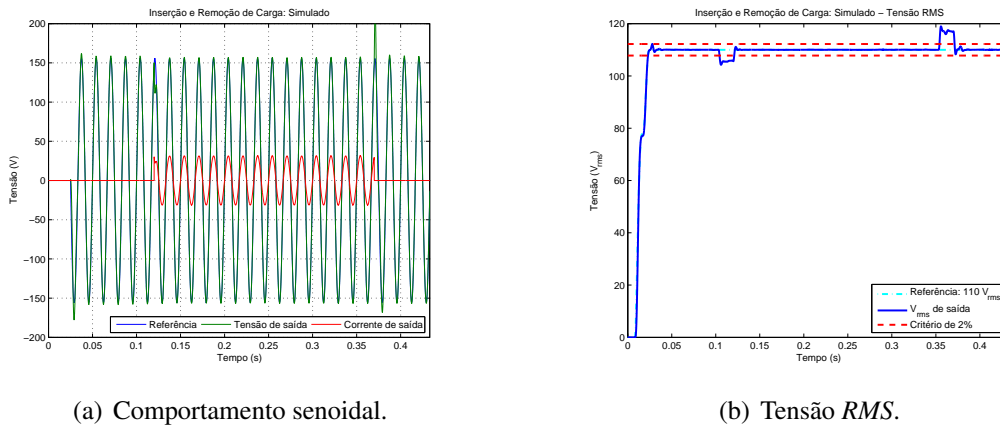 Inserção e Remoção de Carga: Simulado
200
150
100
50
0
−50
−100
−150
−200
Tensão (V)
0
0.05
0.1
0.15
0.2
0.25
0.3
0.35
0.4
Tempo (s)
Referência
Tensão de saída
Corrente de saída
(a) Comportamento senoidal.
Inserção e Remoção de Carga: Simulado − Tensão RMS
120
100
80
60
40
20
0
Tensão (Vrms)
0
0.05
0.1
0.15
0.2
0.25
0.3
0.35
0.4
Tempo (s)
Referência: 110 Vrms
Vrms de saída
Critério de 2%
(b) Tensão RMS.